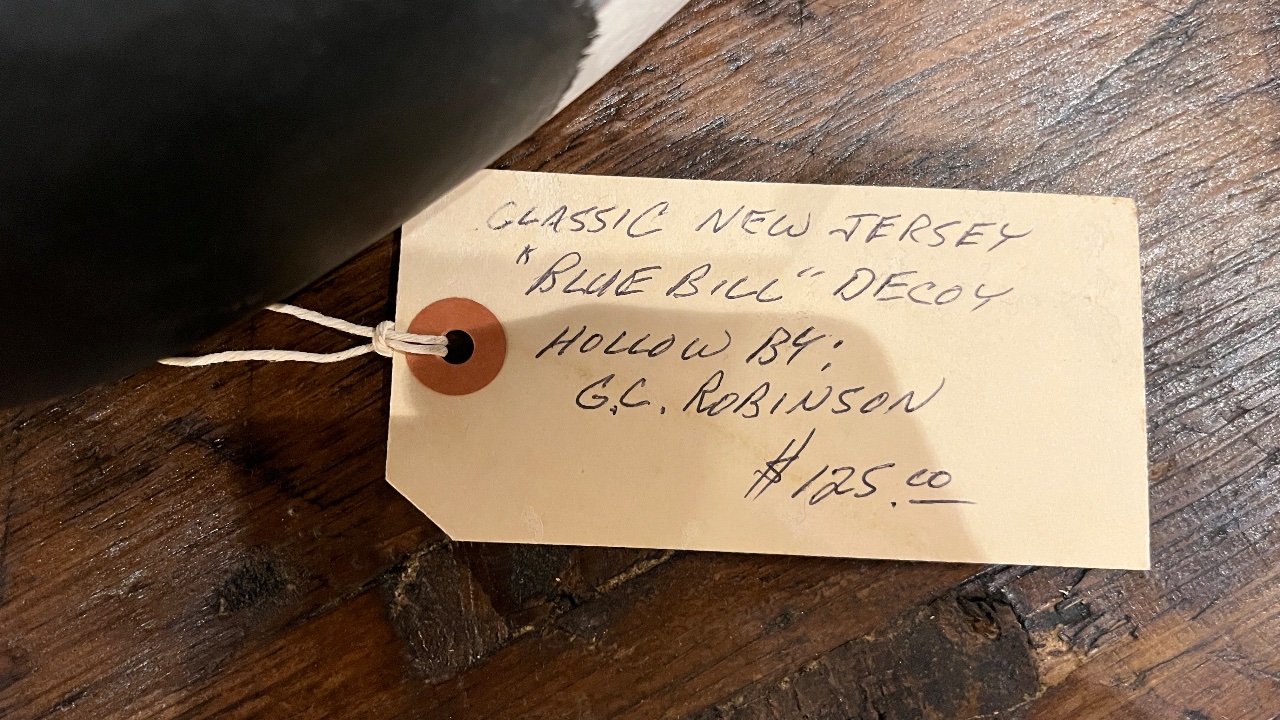 CLASSIC NEW JERSEY
"BLUE BILL" DECOY
HOLLOW BY:
G.C. ROBINSON
$125.00